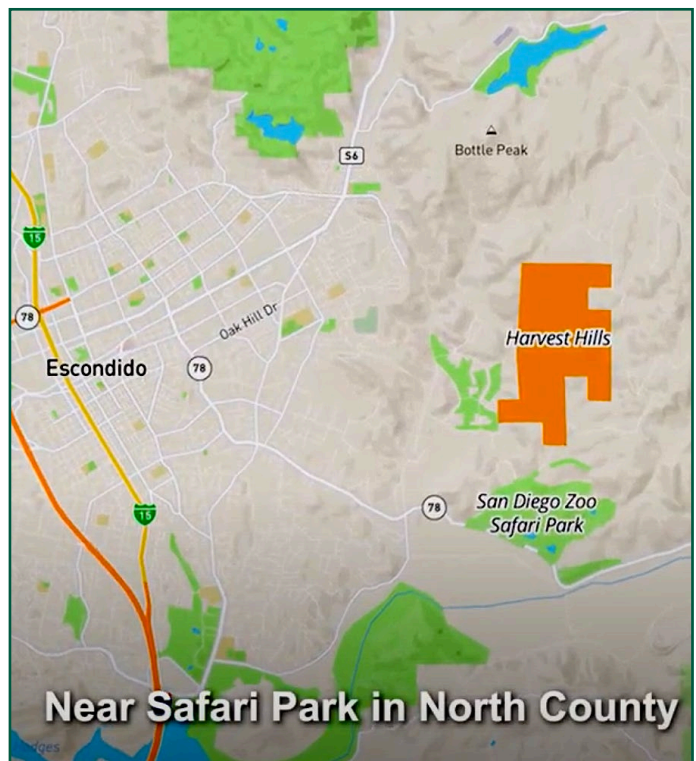 S6
Bottle Peak
15
78
Harvest Hills
Oak Hill Dr
Escondido
78
78
San Diego Zoo
Safari Park
15
Near Safari Park in North County